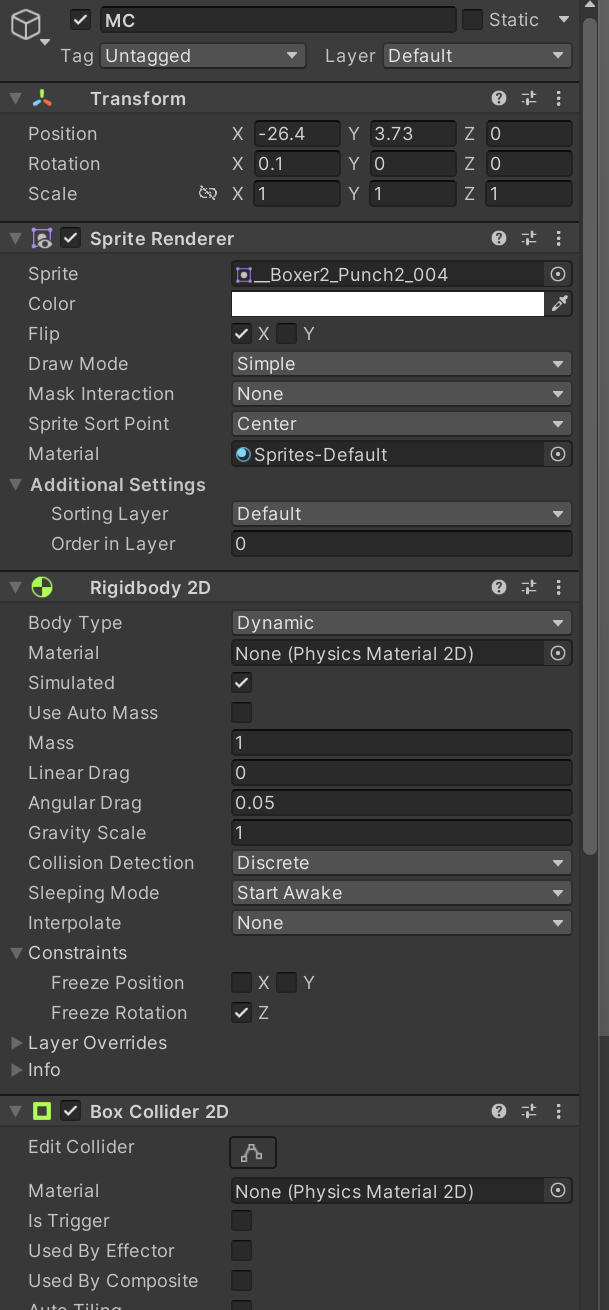 MC Static
Tag Untagged Layer Default
Transform
Position X -26.4 Y 3.73 Z 0
Rotation X 0.1 Y 0 Z 0
Scale X 1 Y 1 Z 1
Sprite Renderer
Sprite __Boxer2_Punch2_004
Color
Flip X Y
Draw Mode Simple
Mask Interaction None
Sprite Sort Point Center
Material Sprites-Default
Additional Settings
Sorting Layer Default
Order in Layer 0
Rigidbody 2D
Body Type Dynamic
Material None (Physics Material 2D)
Simulated
Use Auto Mass
Mass 1
Linear Drag 0
Angular Drag 0.05
Gravity Scale 1
Collision Detection Discrete
Sleeping Mode Start Awake
Interpolate None
Constraints
Freeze Position X Y
Freeze Rotation Z
Layer Overrides
Info
Box Collider 2D
Edit Collider
Material None (Physics Material 2D)
Is Trigger
Used By Effector
Used By Composite
Auto Tiling